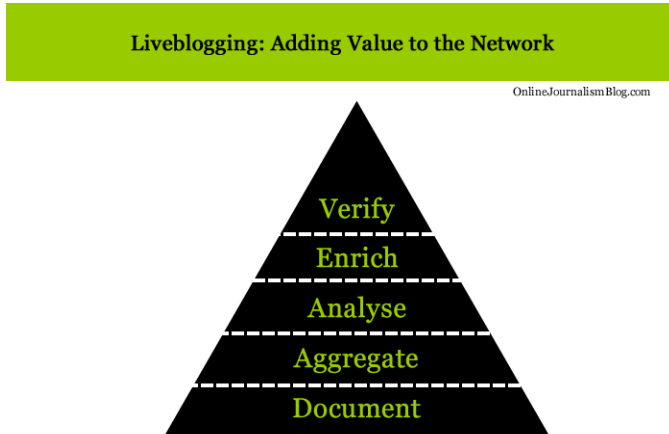 Liveblogging: Adding Value to the Network
OnlineJournalismBlog.com
Verify
Enrich
Analyse
Aggregate
Document